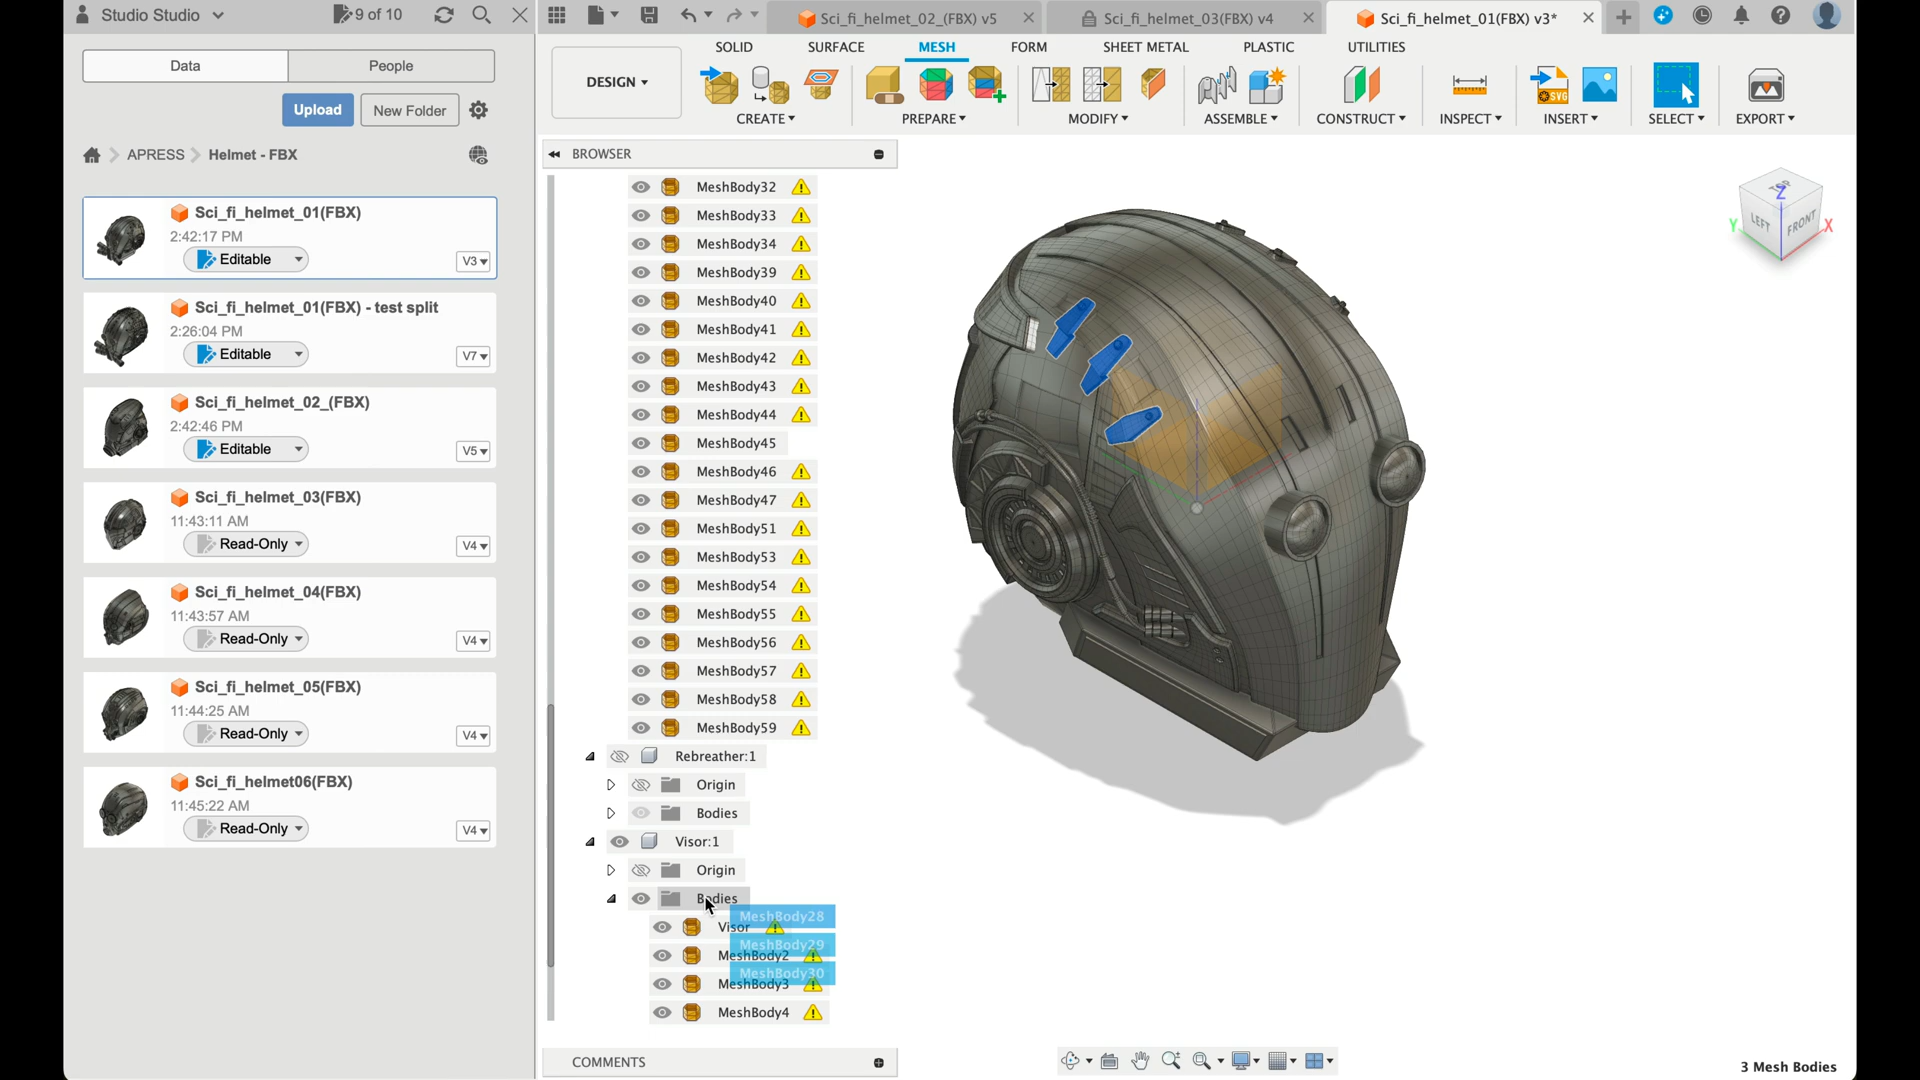 Studio Studio
9 of 10
Sci_fi_helmet_02_(FBX) v5
Sci_fi_helmet_03(FBX) v4
Sci_fi_helmet_01(FBX) v3*
Data
People
Upload
New Folder
APRESS
Helmet - FBX
Sci_fi_helmet_01(FBX)
2:42:17 PM
Editable
V3
Sci_fi_helmet_01(FBX) - test split
2:26:04 PM
Editable
V7
Sci_fi_helmet_02_(FBX)
2:42:46 PM
Editable
V5
Sci_fi_helmet_03(FBX)
11:43:11 AM
Read-Only
V4
Sci_fi_helmet_04(FBX)
11:43:57 AM
Read-Only
V4
Sci_fi_helmet_05(FBX)
11:44:25 AM
Read-Only
V4
Sci_fi_helmet06(FBX)
11:45:22 AM
Read-Only
V4
DESIGN
SOLID
SURFACE
MESH
FORM
SHEET METAL
PLASTIC
UTILITIES
SVG
CREATE
PREPARE
MODIFY
ASSEMBLE
CONSTRUCT
INSPECT
INSERT
SELECT
EXPORT
BROWSER
MeshBody32
MeshBody33
MeshBody34
MeshBody39
MeshBody40
MeshBody41
MeshBody42
MeshBody43
MeshBody44
MeshBody45
MeshBody46
MeshBody47
MeshBody51
MeshBody53
MeshBody54
MeshBody55
MeshBody56
MeshBody57
MeshBody58
MeshBody59
Rebreather:1
Origin
Bodies
Visor:1
Origin
Bodies
MeshBody28
Visor
MeshBody29
MeshBody2
MeshBody30
MeshBody3
MeshBody4
COMMENTS
TOP
Z
LEFT
FRONT
Y
X
3 Mesh Bodies